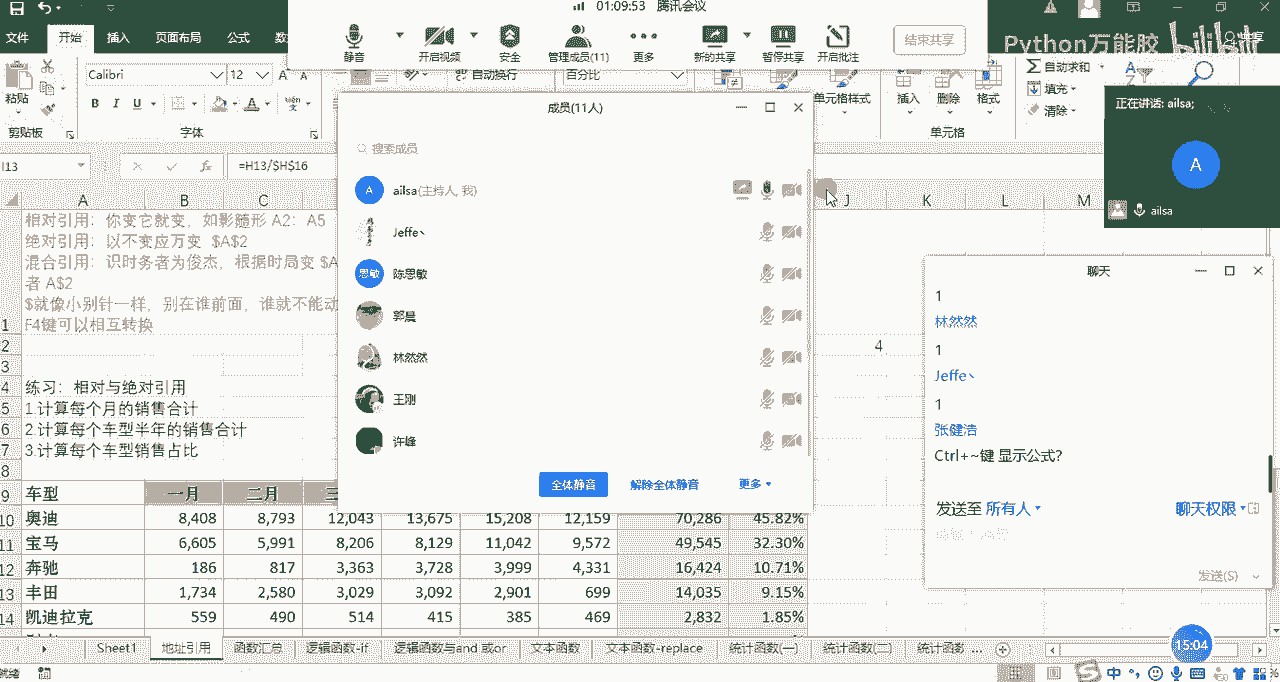 01:09:53 腾讯会议
文件 开始 插入 页面布局 公式 数
静音 开启视频 安全 管理成员(11) 更多 新的共享 暂停共享 开启批注 结束共享
Python万能胶 bilibili
粘贴 Calibri 12 自动换行 百分比 单元格样式 插入 删除 格式 自动求和 填充 清除
剪贴板 字体 单元格
I13 fx =H13/$H$16
A B C J K L M
相对引用：你变它就变，如影随形 A2：A5
绝对引用：以不变应万变 $A$2
混合引用：识时务者为俊杰，根据时局变 $A
者 A$2
$就像小别针一样，别在谁前面，谁就不能动
F4键可以相互转换
4
练习：相对与绝对引用
1.计算每个月的销售合计
2.计算每个车型半年的销售合计
3.计算每个车型销售占比
车型 一月 二月 三
奥迪 8,408 8,793 12,043 13,675 15,208 12,159 70,286 45.82%
宝马 6,605 5,991 8,206 8,129 11,042 9,572 49,545 32.30%
奔驰 186 817 3,363 3,728 3,999 4,331 16,424 10.71%
丰田 1,734 2,580 3,029 3,092 2,901 699 14,035 9.15%
凯迪拉克 559 490 514 415 385 469 2,832 1.85%
Sheet1 地址引用 函数汇总 逻辑函数-if 逻辑函数与and 文本函数 文本函数-replace 统计函数(一) 统计函数(二) 统计函数 ...
就绪
成员(11人)
搜索成员
A ailsa(主持人, 我)
Jeffe丶
思敏 陈思敏
郭晨
林然然
王刚
许峰
全体静音 解除全体静音 更多
正在讲话: ailsa;
A
ailsa
聊天
1
林然然
1
Jeffe丶
1
张健浩
Ctrl+~键 显示公式?
发送至 所有人 聊天权限
发送(S)
15:04
中